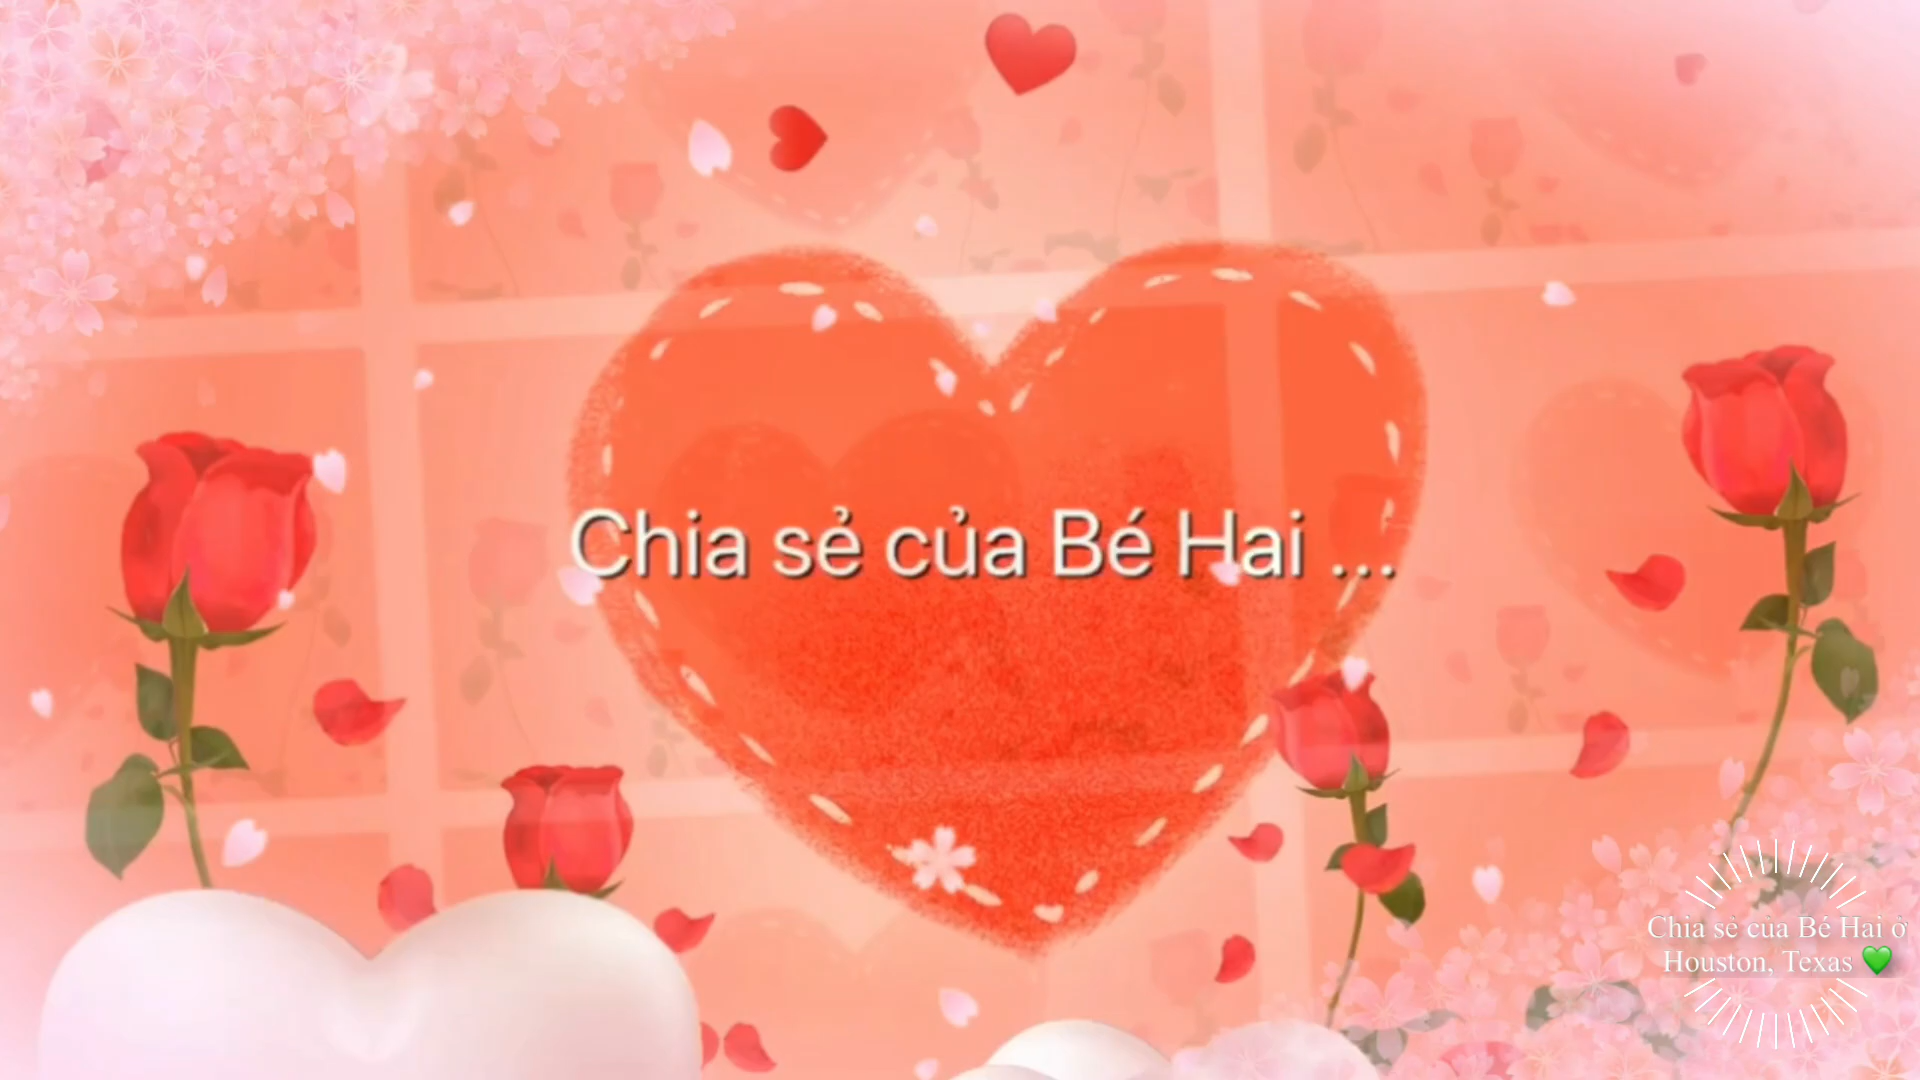 Chia sẻ của Bé Hai ...
Chia sẻ của Bé Hai ở
Houston, Texas 💚